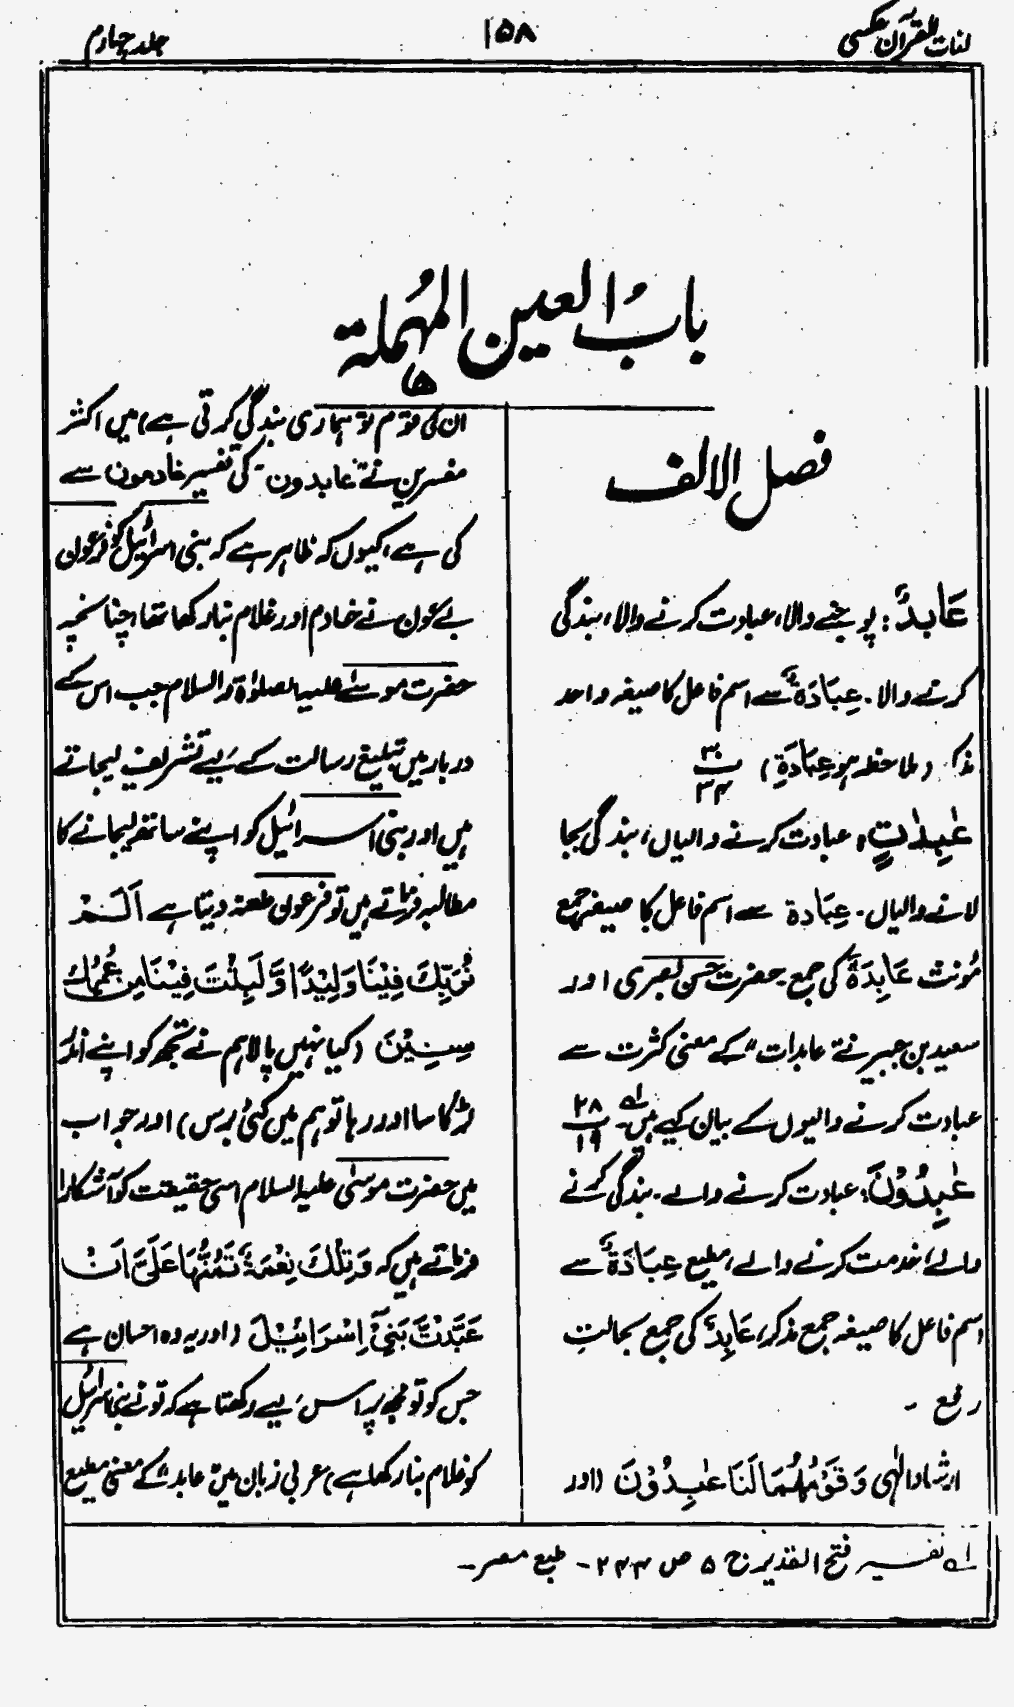 لغات القرآن عکسی
۱۵۸
جلد چہارم
بابُ العین المُہملة
فصل الالف
عَابِدٌ: پوجنے والا، عبادت کرنے والا، بندگی
کرنے والا۔ عِبَادَةٌ سے اسم فاعل کا صیغہ واحد
مذکر (ملاحظہ ہو عِبَادَةِ) ۳۰/۳۴
عٰبِدٰتٍ: عبادت کرنے والیاں، بندگی بجا
لانے والیاں۔ عِبَادة سے اسم فاعل کا صیغہ جمع
مؤنث عَابِدَةٌ کی جمع۔ حضرت حسن بصری اور
سعید بن جبیر نے "عابدات" کے معنی کثرت سے
عبادت کرنے والیوں کے بیان کیے ہیں۔ لہ ۲۸/۱۹
عٰبِدُوْنَ: عبادت کرنے والے۔ بندگی کرنے
والے، خدمت کرنے والے، مطیع عِبَادَةٌ سے
اسم فاعل کا صیغہ جمع مذکر، عَابِدٌ کی جمع بحالتِ
رفع۔
ارشاد الٰہی وَقَوْمُهُمَا لَنَا عٰبِدُوْنَ (اور
ان کی قوم تو ہماری بندگی کرتی ہے) میں اکثر
مفسرین نے "عابدون" کی تفسیر خادمون سے
کی ہے، کیوں کہ ظاہر ہے کہ بنی اسرائیل کو فرعون
بے عون نے خادم اور غلام بنا رکھا تھا، چنانچہ
حضرت موسیٰ علیہ الصلوٰۃ والسلام جب اس کے
دربار میں تبلیغ رسالت کے لیے تشریف لیجاتے
ہیں اور بنی اسرائیل کو اپنے ساتھ لیجانے کا
مطالبہ فرماتے ہیں تو فرعون طعنہ دیتا ہے اَلَمْ
نُرَبِّكَ فِيْنَا وَلِيْدًا وَّلَبِثْتَ فِيْنَا مِنْ عُمُرِكَ
سِنِيْنَ (کیا نہیں پالا ہم نے تجھ کو اپنے اندر
لڑکا سا اور رہا تو ہم میں کئی برس) اور جواب
میں حضرت موسیٰ علیہ السلام اسی حقیقت کو آشکارا
فرماتے ہیں کہ وَتِلْكَ نِعْمَةٌ تَمُنُّهَا عَلَيَّ اَنْ
عَبَّدْتَّ بَنِيْٓ اِسْرَائِيْلَ (اور یہ وہ احسان ہے
جس کو تو مجھ پر اس لیے رکھتا ہے کہ تو نے بنی اسرائیل
کو غلام بنا رکھا ہے) عربی زبان میں "عابد" کے معنی مطیع
لہ تفسیر فتح القدیر ج ۵ ص ۲۴۴۔ طبع مصر۔